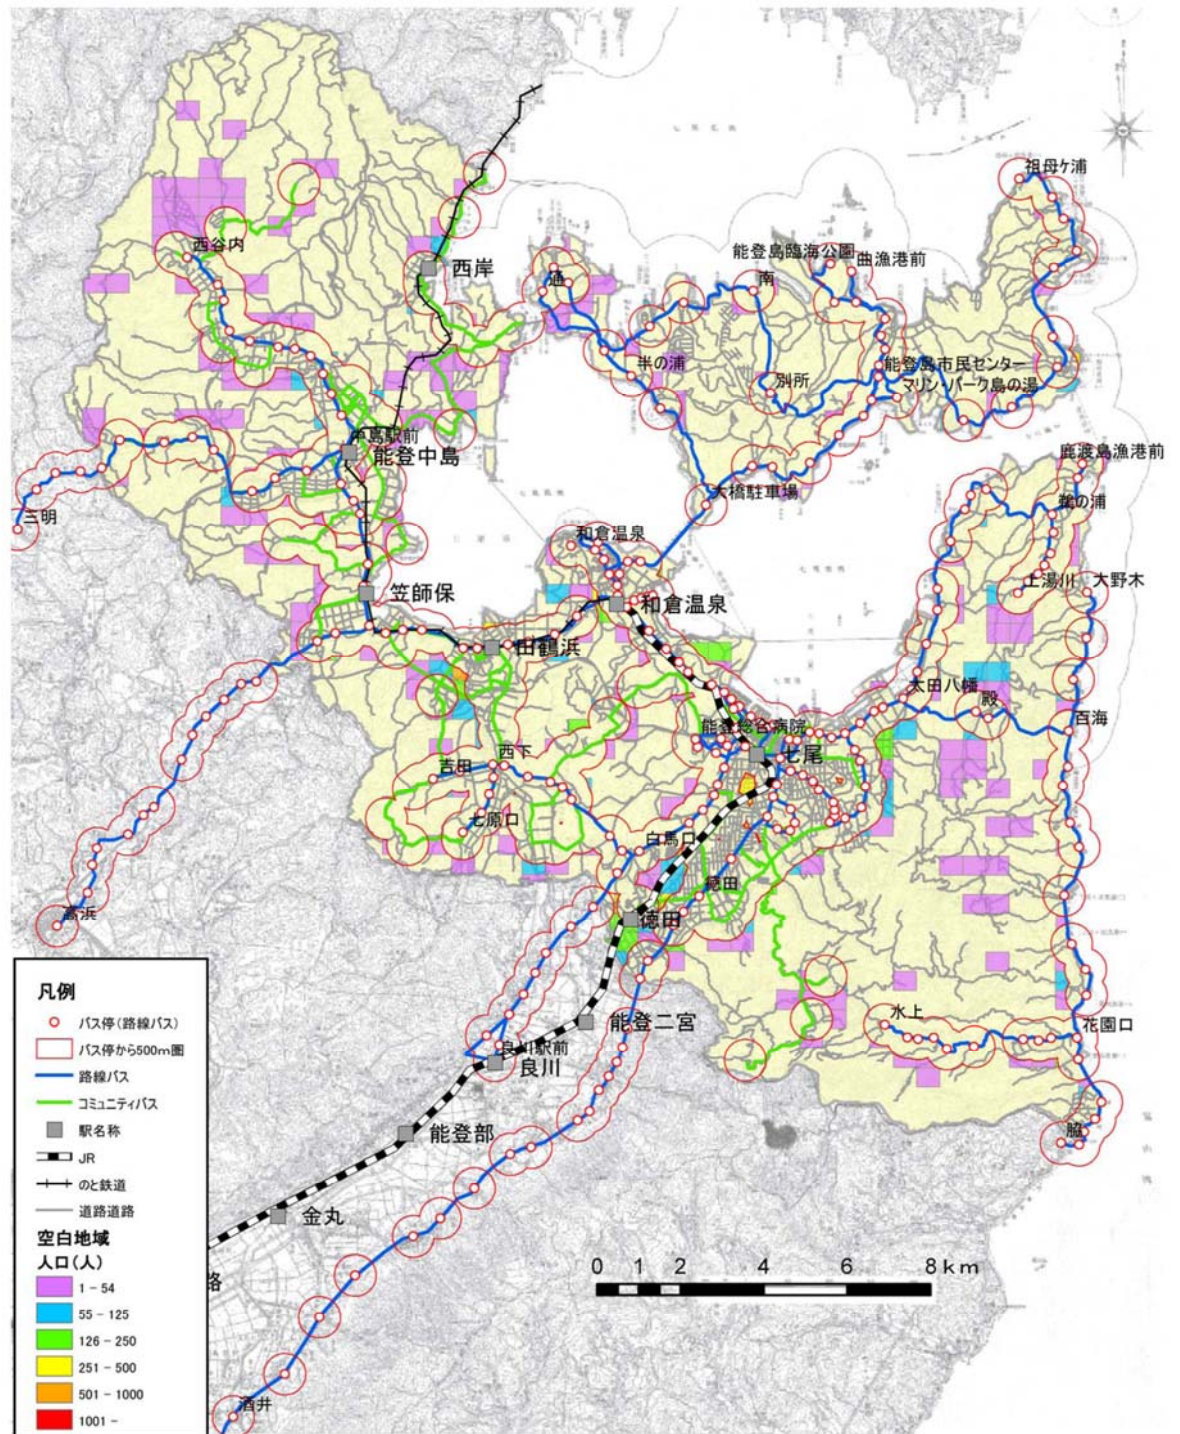 祖母ケ浦
能登島臨海公園
曲漁港前
西谷内
西岸
通
南
半の浦
別所
能登島市民センター
マリン・パーク島の湯
中島駅前
能登中島
鹿渡島漁港前
鵜の浦
大橋駐車場
三明
和倉温泉
上湯川
大野木
笠師保
和倉温泉
田鶴浜
太田八幡
殿
百海
能登総合病院
七尾
西下
吉田
七原口
白馬口
徳田
徳田
高浜
水上
花園口
能登二宮
良川駅前
良川
脇
能登部
金丸
路
酒井
0 1 2 4 6 8km
凡例
バス停(路線バス)
バス停から500m圏
路線バス
コミュニティバス
駅名称
JR
のと鉄道
道路道路
空白地域
人口(人)
1 - 54
55 - 125
126 - 250
251 - 500
501 - 1000
1001 -